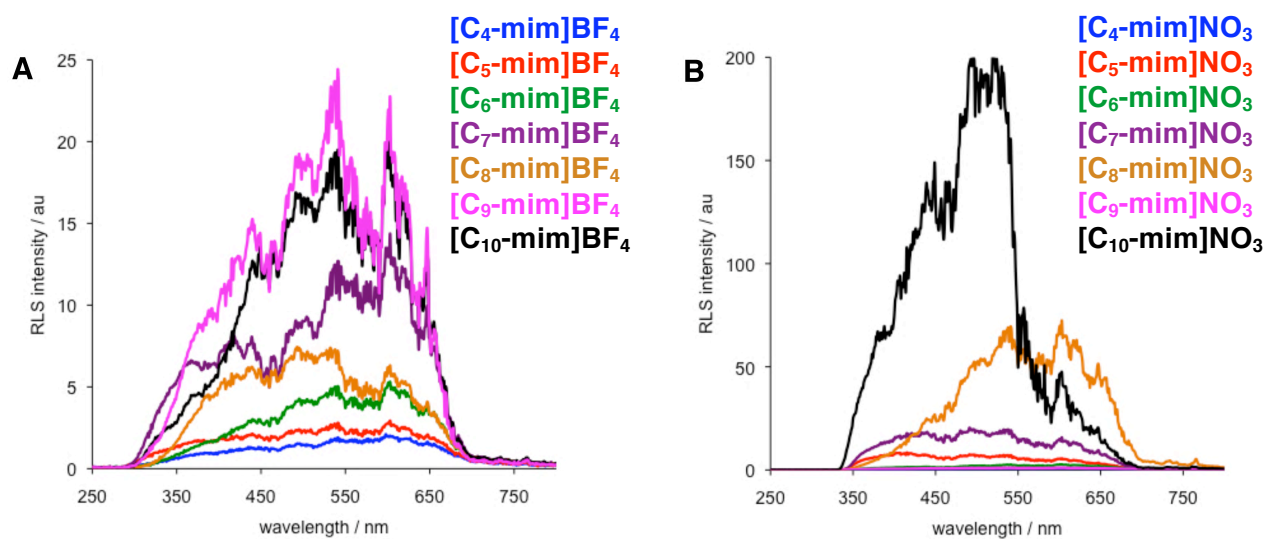 A
[C₄-mim]BF₄
[C₅-mim]BF₄
[C₆-mim]BF₄
[C₇-mim]BF₄
[C₈-mim]BF₄
[C₉-mim]BF₄
[C₁₀-mim]BF₄
25
20
15
10
5
0
RLS intensity / au
250 350 450 550 650 750
wavelength / nm
B
[C₄-mim]NO₃
[C₅-mim]NO₃
[C₆-mim]NO₃
[C₇-mim]NO₃
[C₈-mim]NO₃
[C₉-mim]NO₃
[C₁₀-mim]NO₃
200
150
100
50
0
RLS intensity / au
250 350 450 550 650 750
wavelength / nm